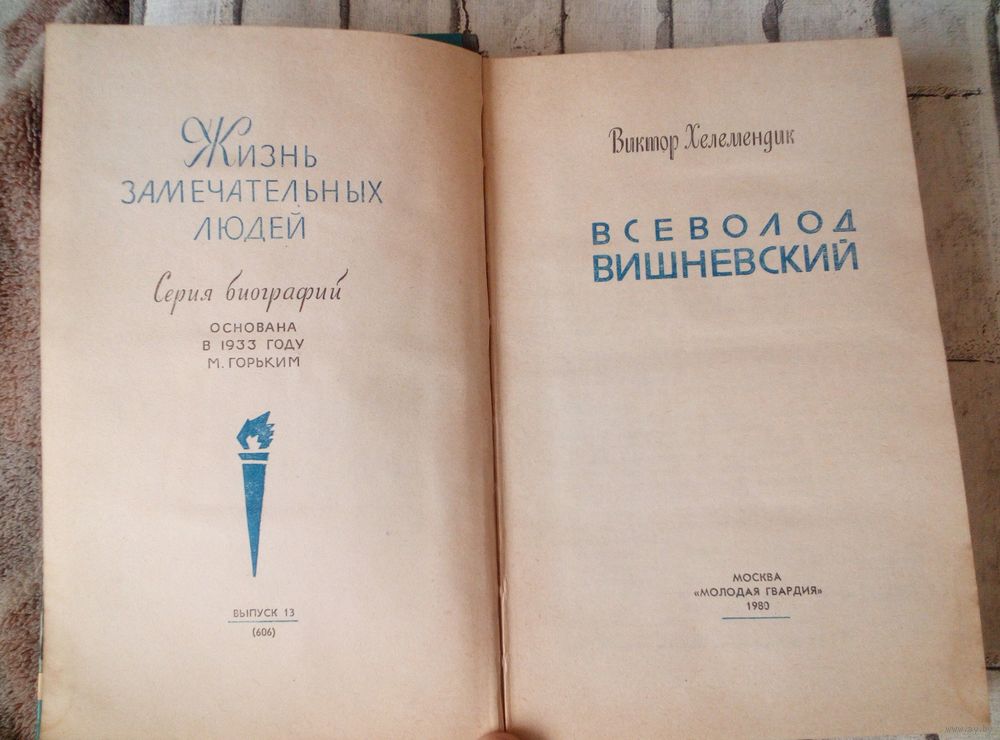 Жизнь
ЗАМЕЧАТЕЛЬНЫХ
ЛЮДЕЙ
Серия биографий
ОСНОВАНА
В 1933 ГОДУ
М. ГОРЬКИМ
ВЫПУСК 13
(606)
Виктор Хелемендик
ВСЕВОЛОД
ВИШНЕВСКИЙ
МОСКВА
«МОЛОДАЯ ГВАРДИЯ»
1980